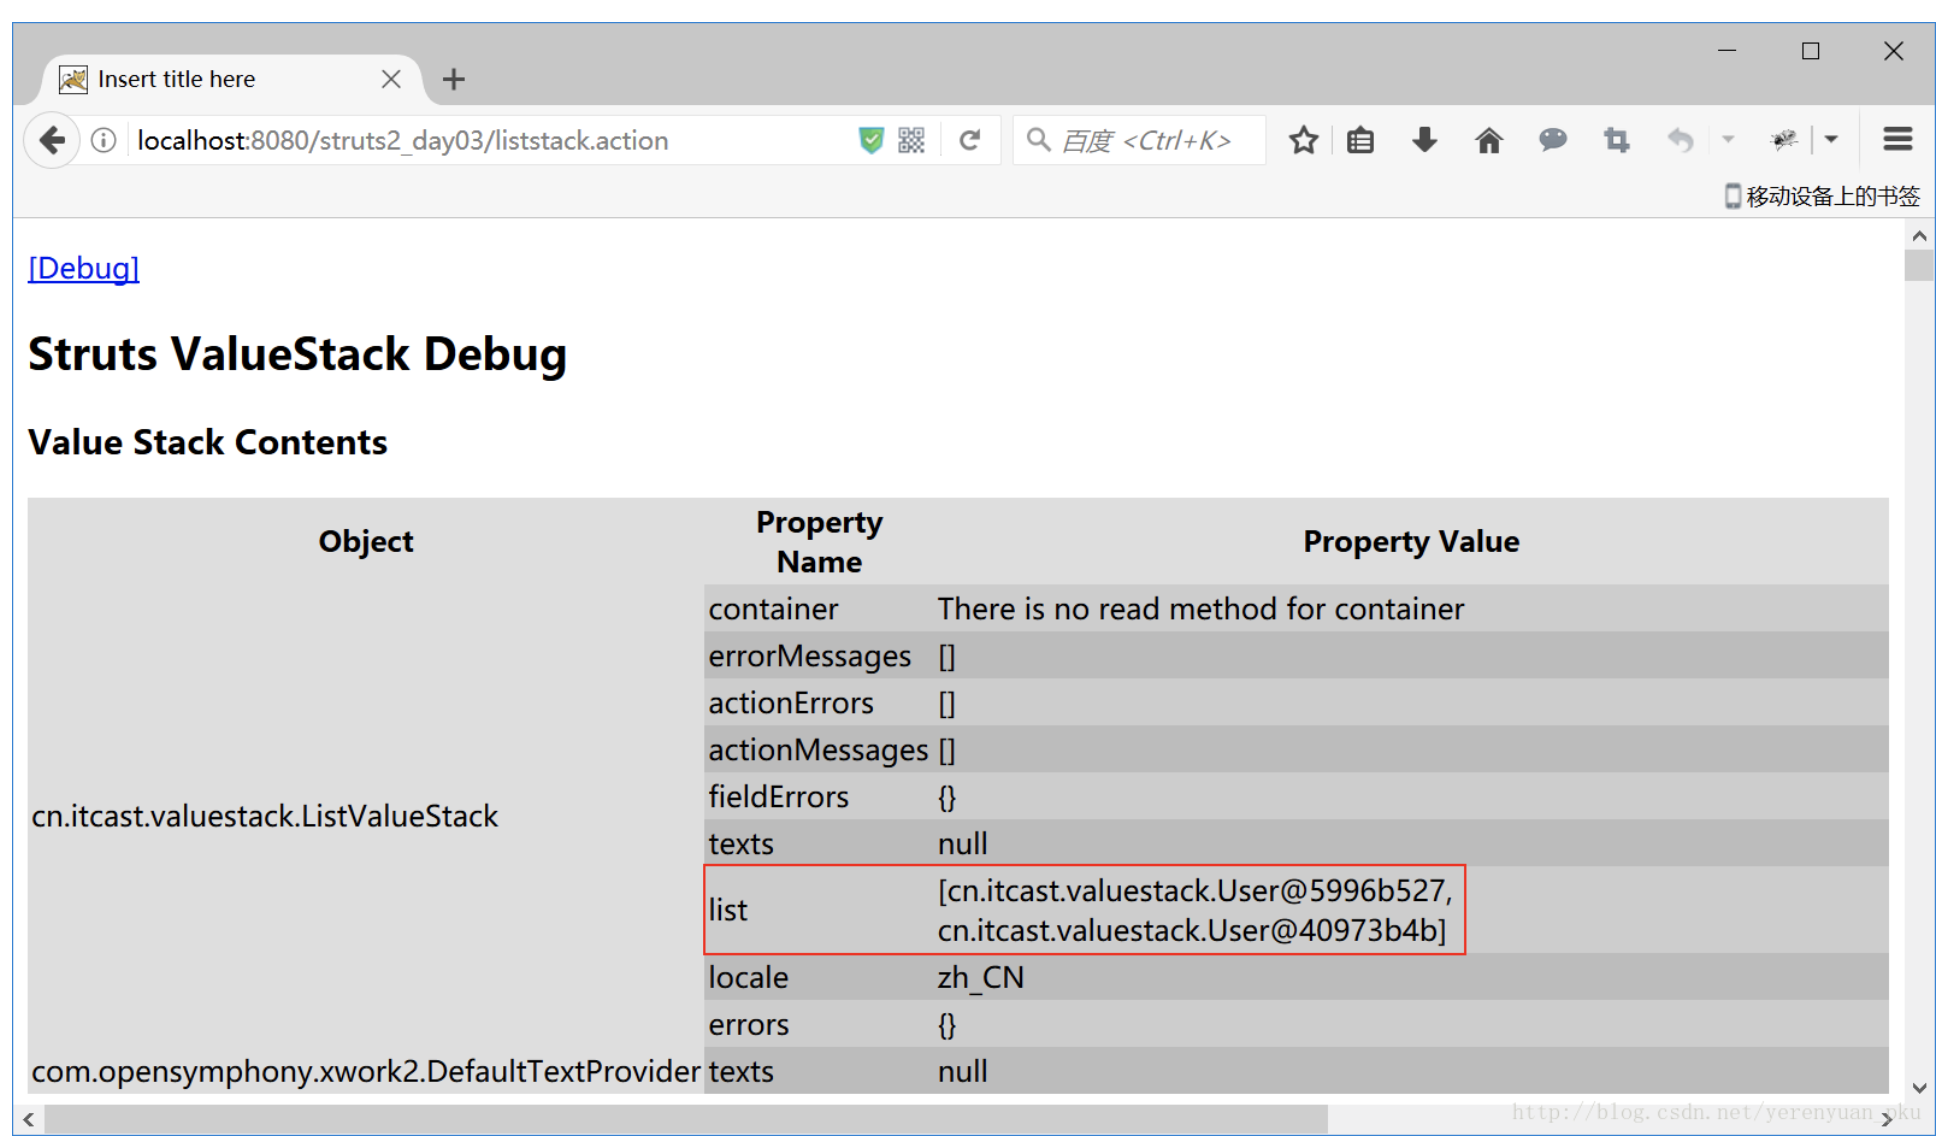 Insert title here
localhost:8080/struts2_day03/liststack.action
百度 <Ctrl+K>
移动设备上的书签
[Debug]
Struts ValueStack Debug
Value Stack Contents
Object
Property Name
Property Value
container
There is no read method for container
errorMessages
[]
actionErrors
[]
actionMessages
[]
fieldErrors
{}
cn.itcast.valuestack.ListValueStack
texts
null
list
[cn.itcast.valuestack.User@5996b527,
cn.itcast.valuestack.User@40973b4b]
locale
zh_CN
errors
{}
com.opensymphony.xwork2.DefaultTextProvider
texts
null
http://blog.csdn.net/yerenyuan_pku